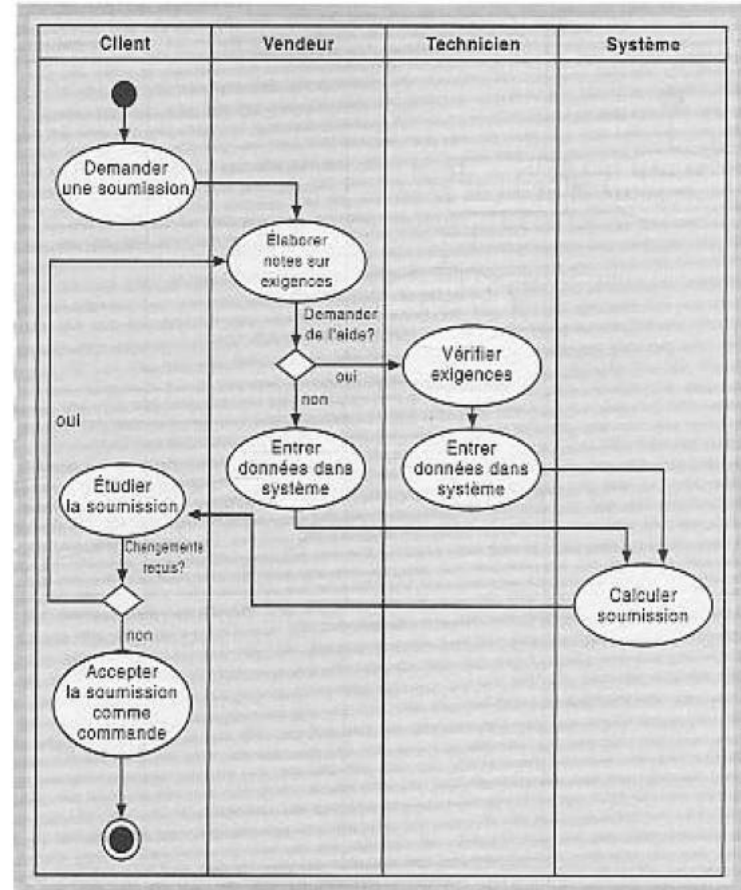 Client
Vendeur
Technicien
Système
Demander
une soumission
Élaborer
notes sur
exigences
Demander
de l'aide?
oui
non
Vérifier
exigences
oui
Entrer
données dans
système
Entrer
données dans
système
Étudier
la soumission
Changements
requis?
non
Calculer
soumission
Accepter
la soumission
comme
commande